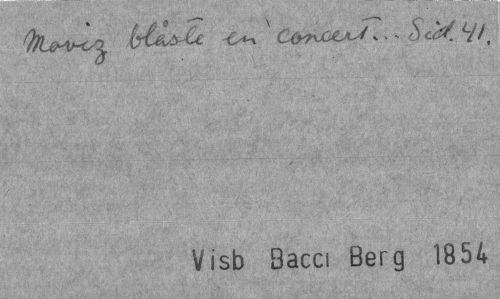 Moviz blåste en concert... Sid. 41.
Visb Bacci Berg 1854